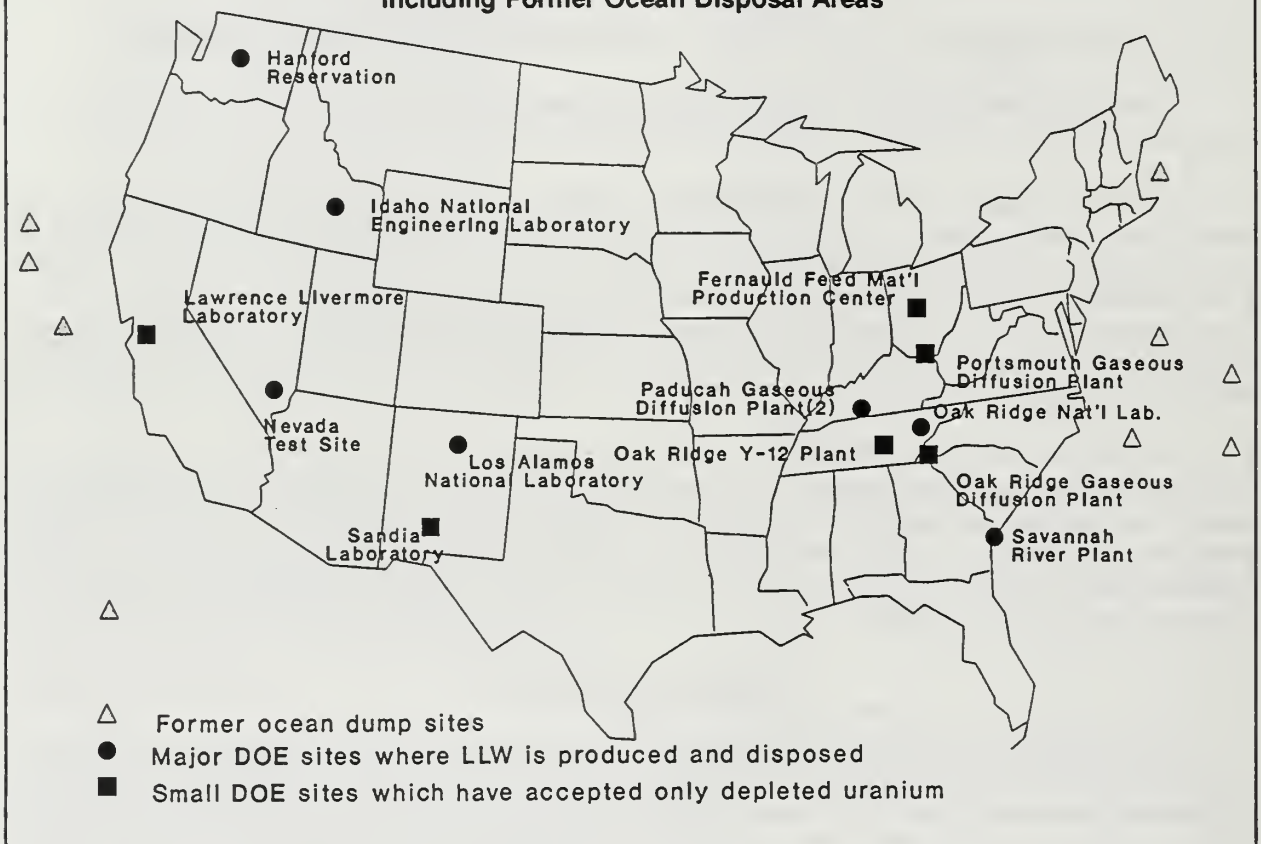 Including Former Ocean Disposal Areas
Hanford
Reservation
Idaho National
Engineering Laboratory
Lawrence Livermore
Laboratory
Fernauld Feed Mat'l
Production Center
Portsmouth Gaseous
Diffusion Plant
Paducah Gaseous
Diffusion Plant(2)
Oak Ridge Nat'l Lab.
Nevada
Test Site
Los Alamos
National Laboratory
Oak Ridge Y-12 Plant
Oak Ridge Gaseous
Diffusion Plant
Sandia
Laboratory
Savannah
River Plant
Former ocean dump sites
Major DOE sites where LLW is produced and disposed
Small DOE sites which have accepted only depleted uranium